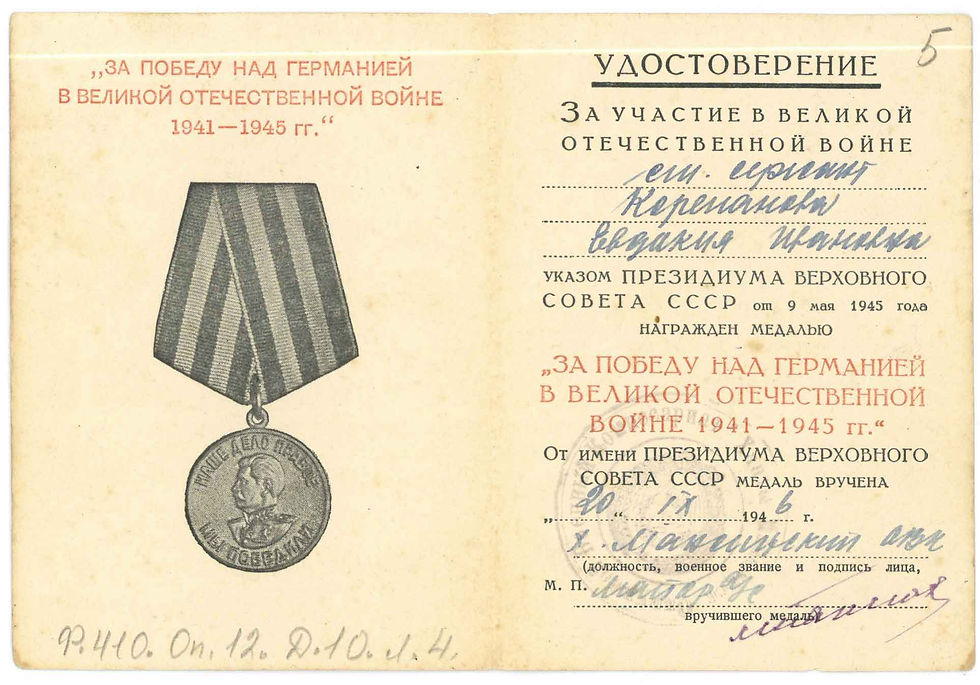 „ЗА ПОБЕДУ НАД ГЕРМАНИЕЙ
В ВЕЛИКОЙ ОТЕЧЕСТВЕННОЙ ВОЙНЕ
1941—1945 гг.“
НАШЕ ДЕЛО ПРАВОЕ
МЫ ПОБЕДИЛИ
Ф.410. Оп.12. Д.10. Л.4.
5
УДОСТОВЕРЕНИЕ
ЗА УЧАСТИЕ В ВЕЛИКОЙ
ОТЕЧЕСТВЕННОЙ ВОЙНЕ
ст. сержант
Корепанова
Евдакия Ивановна
УКАЗОМ ПРЕЗИДИУМА ВЕРХОВНОГО
СОВЕТА СССР от 9 мая 1945 года
НАГРАЖДЕН МЕДАЛЬЮ
„ЗА ПОБЕДУ НАД ГЕРМАНИЕЙ
В ВЕЛИКОЙ ОТЕЧЕСТВЕННОЙ
ВОЙНЕ 1941—1945 гг.“
От имени ПРЕЗИДИУМА ВЕРХОВНОГО
СОВЕТА СССР МЕДАЛЬ ВРУЧЕНА
„20“ IX 1946 г.
(должность, военное звание и подпись лица,
М. П. майор а/с
вручившего медаль)